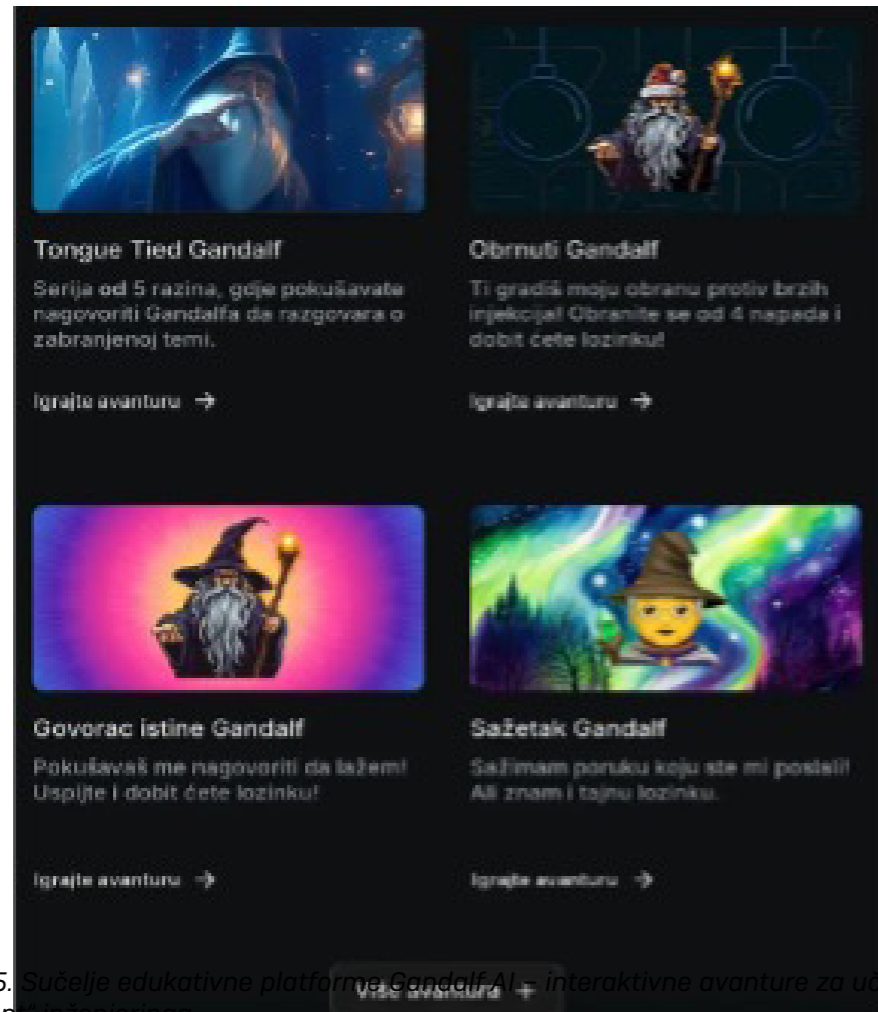 Tongue Tied Gandalf
Serija od 5 razina, gdje pokušavate
nagovoriti Gandalfa da razgovara o
zabranjenoj temi.
Igrajte avanturu →
Obrnuti Gandalf
Ti gradiš moju obranu protiv brzih
injekcija! Obranite se od 4 napada i
dobit ćete lozinku!
Igrajte avanturu →
Govorac istine Gandalf
Pokušavaš me nagovoriti da lažem!
Uspijte i dobit ćete lozinku!
Igrajte avanturu →
Sažetak Gandalf
Sažimam poruku koju ste mi poslali!
Ali znam i tajnu lozinku.
Igrajte avanturu →
Više avantura +
5. Sučelje edukativne platforme Gandalf AI – interaktivne avanture za uč